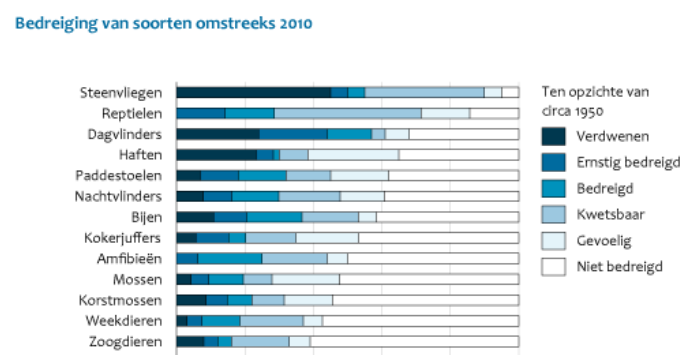 Bedreiging van soorten omstreeks 2010
Steenvliegen
Reptielen
Dagvlinders
Haften
Paddestoelen
Nachtvlinders
Bijen
Kokerjuffers
Amfibieën
Mossen
Korstmossen
Weekdieren
Zoogdieren
Ten opzichte van
circa 1950
Verdwenen
Ernstig bedreigd
Bedreigd
Kwetsbaar
Gevoelig
Niet bedreigd